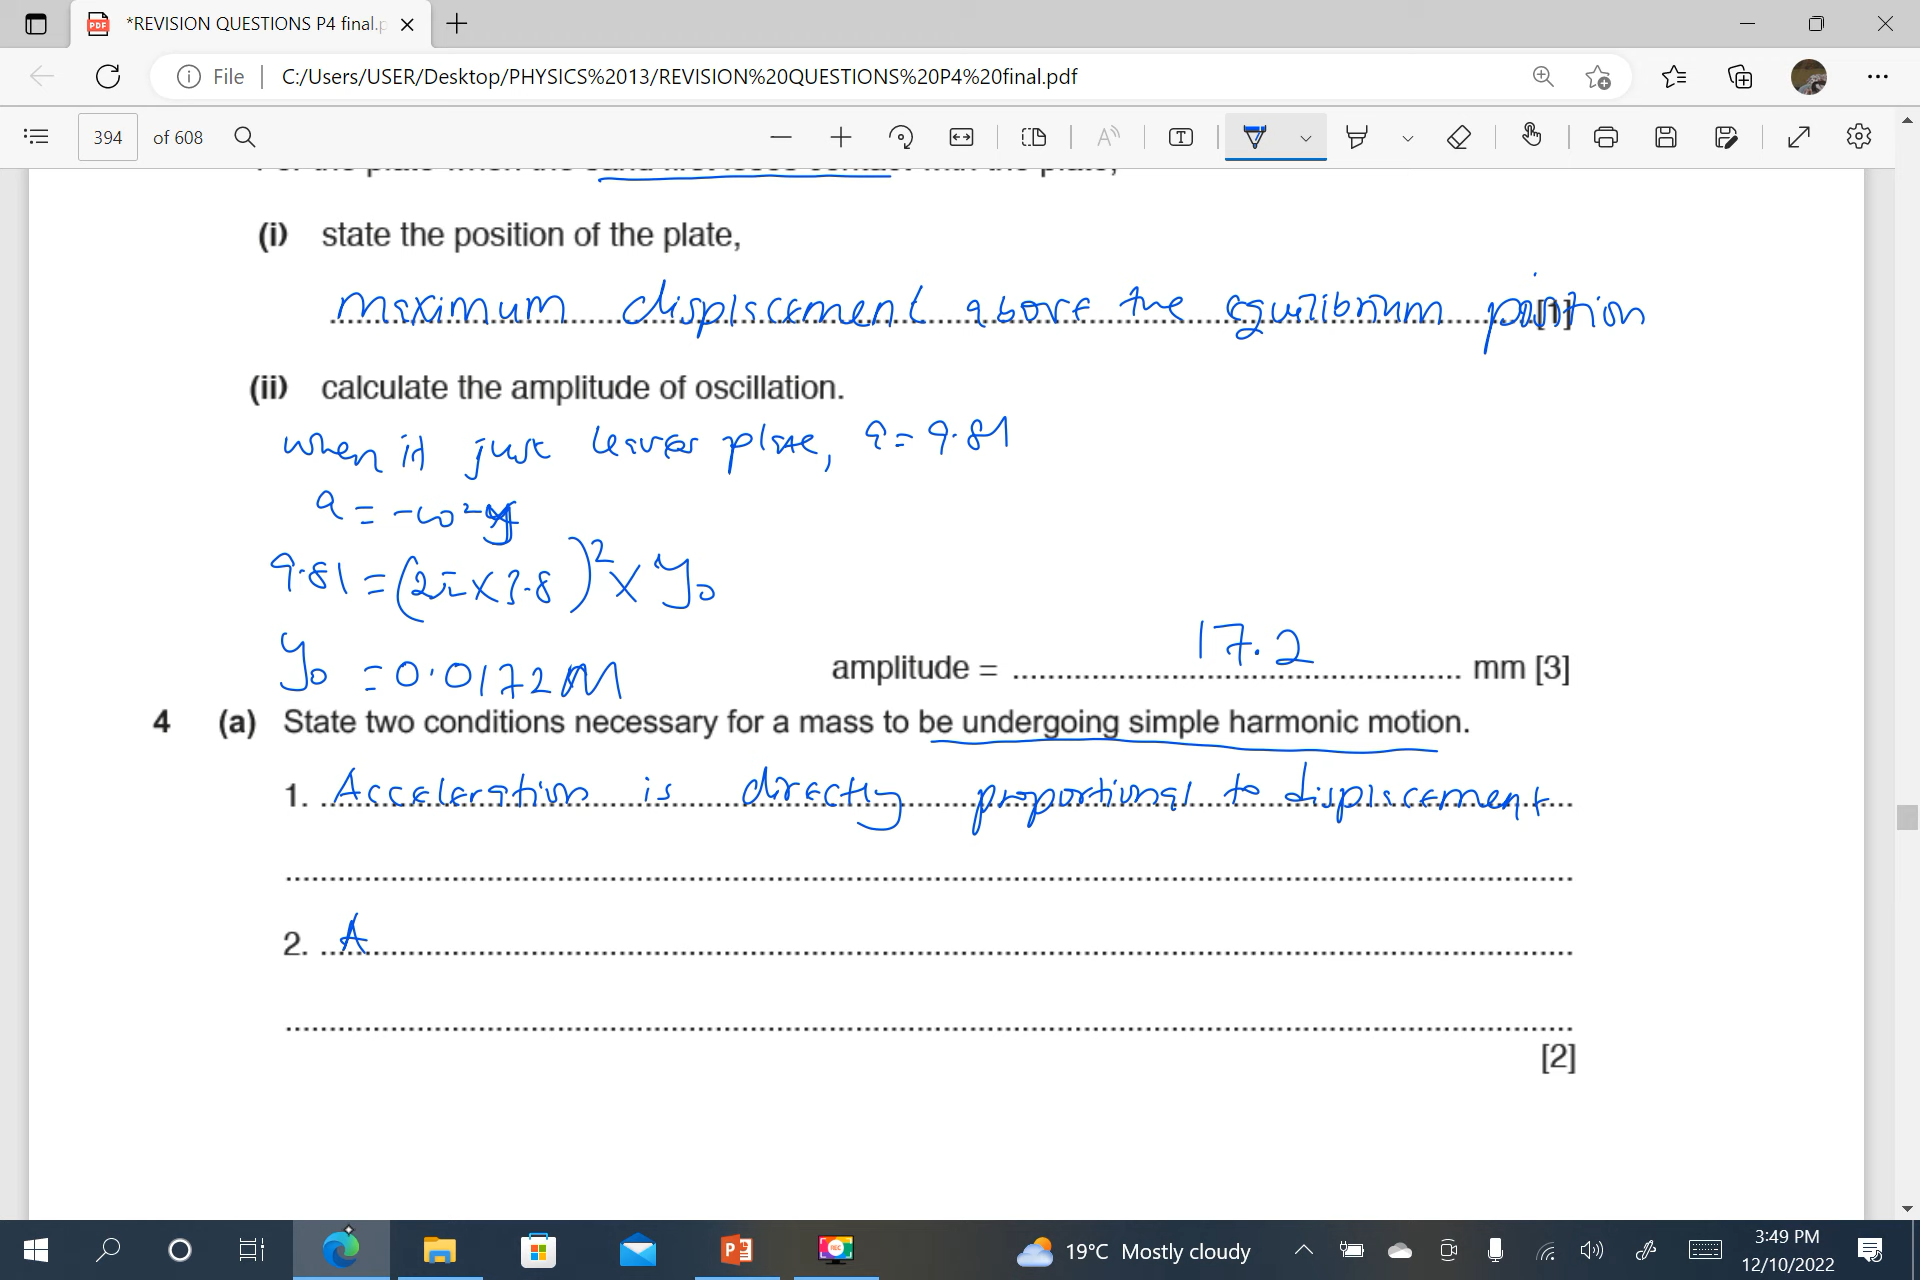 *REVISION QUESTIONS P4 final.p
File C:/Users/USER/Desktop/PHYSICS%2013/REVISION%20QUESTIONS%20P4%20final.pdf
394 of 608
(i) state the position of the plate,
maximum displacement above the equilibrium position [1]
(ii) calculate the amplitude of oscillation.
when it just leaves plate, a = 9.81
a = -ω²y
9.81 = (2π x 3.8)² x y₀
y₀ = 0.0172 m
17.2
amplitude = ........ mm [3]
4 (a) State two conditions necessary for a mass to be undergoing simple harmonic motion.
1. Acceleration is directly proportional to displacement
2. A
[2]
19°C Mostly cloudy
3:49 PM
12/10/2022